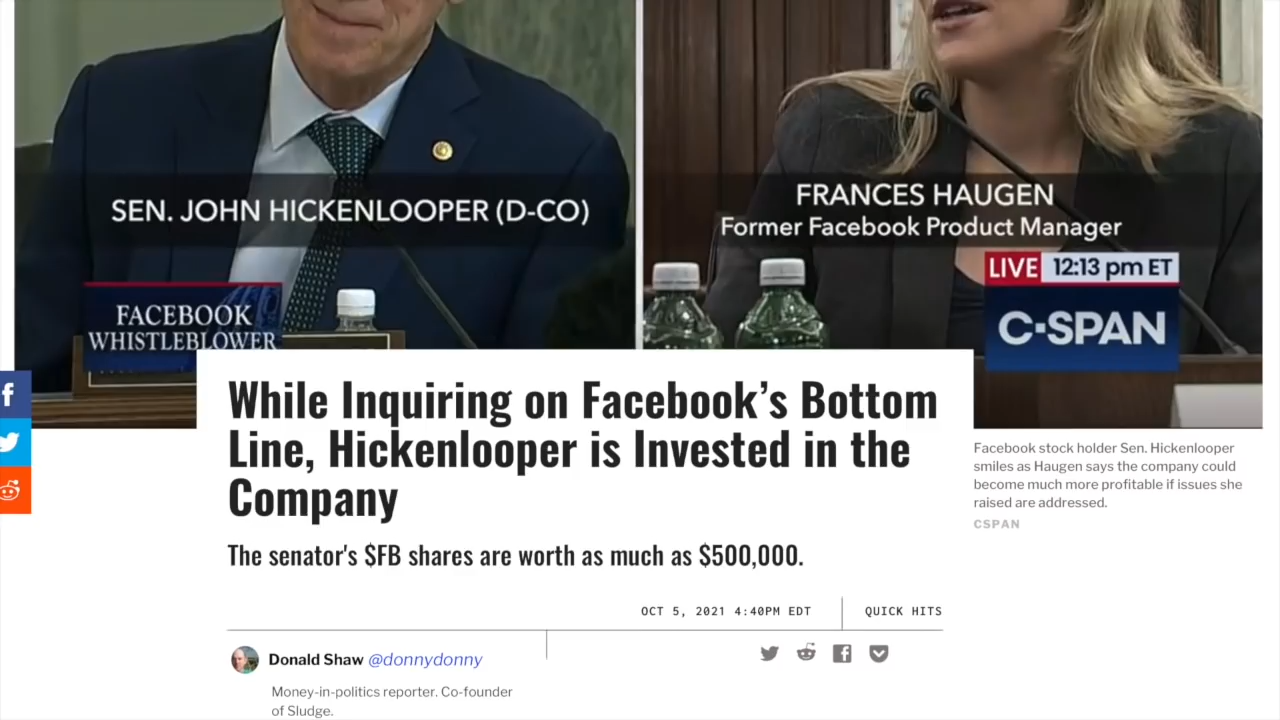 SEN. JOHN HICKENLOOPER (D-CO)
FACEBOOK
WHISTLEBLOWER
FRANCES HAUGEN
Former Facebook Product Manager
LIVE 12:13 pm ET
C-SPAN
While Inquiring on Facebook’s Bottom
Line, Hickenlooper is Invested in the
Company
The senator's $FB shares are worth as much as $500,000.
Facebook stock holder Sen. Hickenlooper
smiles as Haugen says the company could
become much more profitable if issues she
raised are addressed.
CSPAN
OCT 5, 2021 4:40PM EDT
QUICK HITS
Donald Shaw @donnydonny
Money-in-politics reporter. Co-founder
of Sludge.